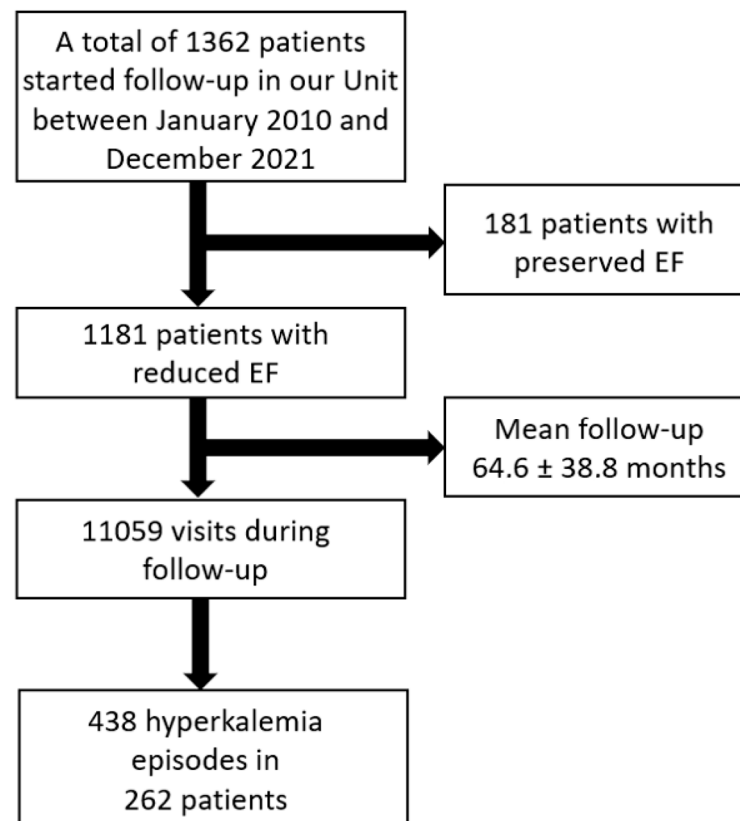 A total of 1362 patients
started follow-up in our Unit
between January 2010 and
December 2021
181 patients with
preserved EF
1181 patients with
reduced EF
Mean follow-up
64.6 ± 38.8 months
11059 visits during
follow-up
438 hyperkalemia
episodes in
262 patients